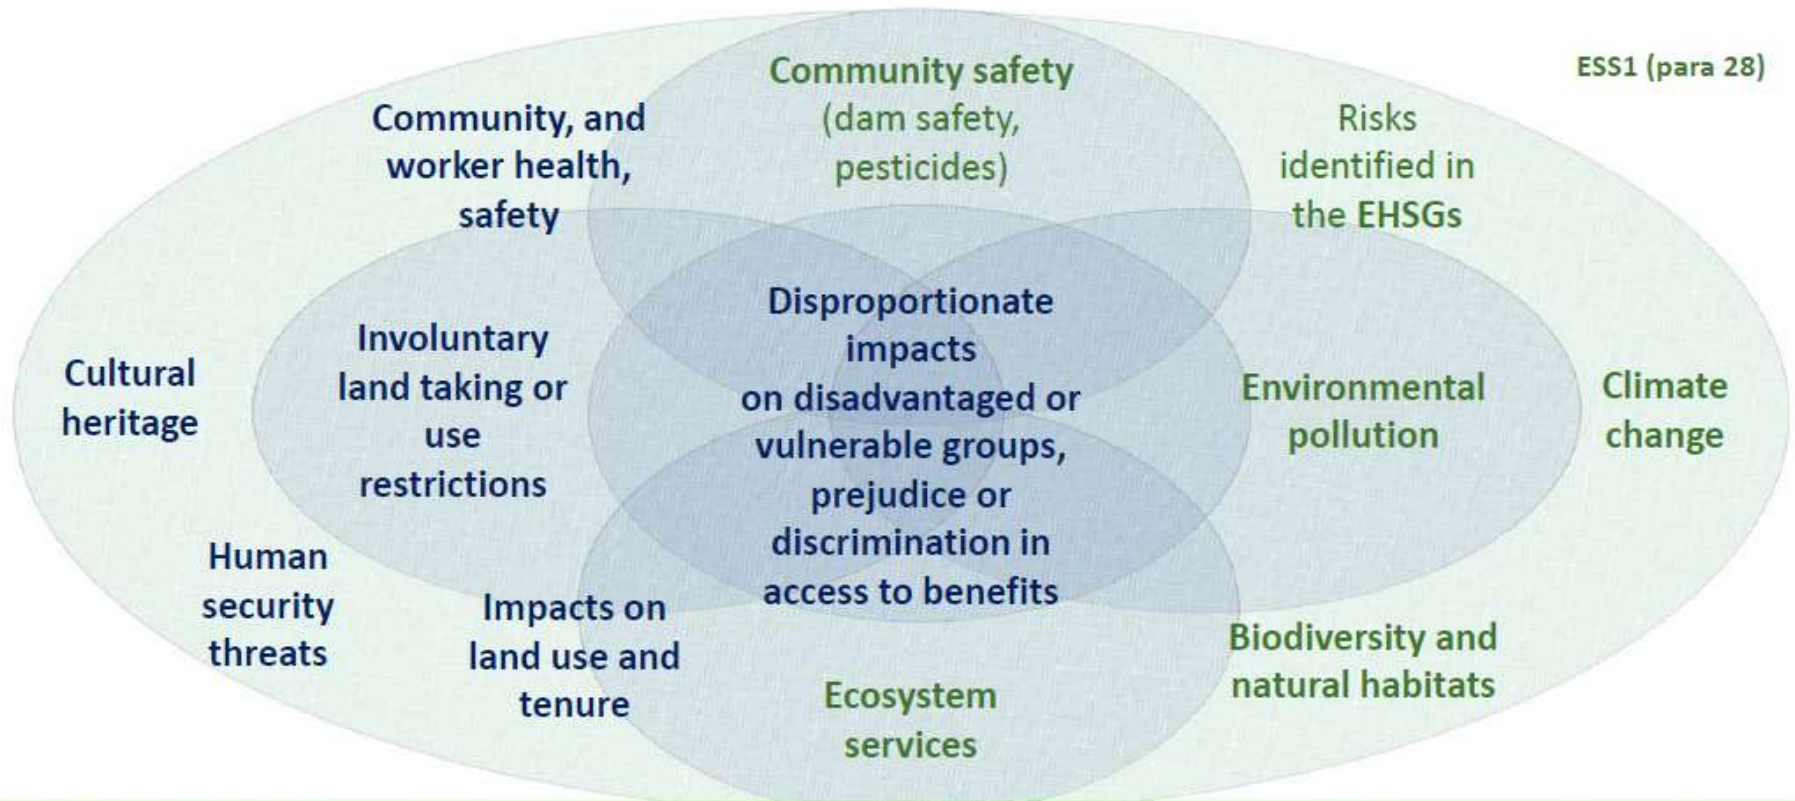 Community safety
(dam safety,
pesticides)
ESS1 (para 28)
Community, and
worker health,
safety
Risks
identified in
the EHSGs
Disproportionate
impacts
on disadvantaged or
vulnerable groups,
prejudice or
discrimination in
access to benefits
Involuntary
land taking or
use
restrictions
Cultural
heritage
Environmental
pollution
Climate
change
Human
security
threats
Impacts on
land use and
tenure
Ecosystem
services
Biodiversity and
natural habitats